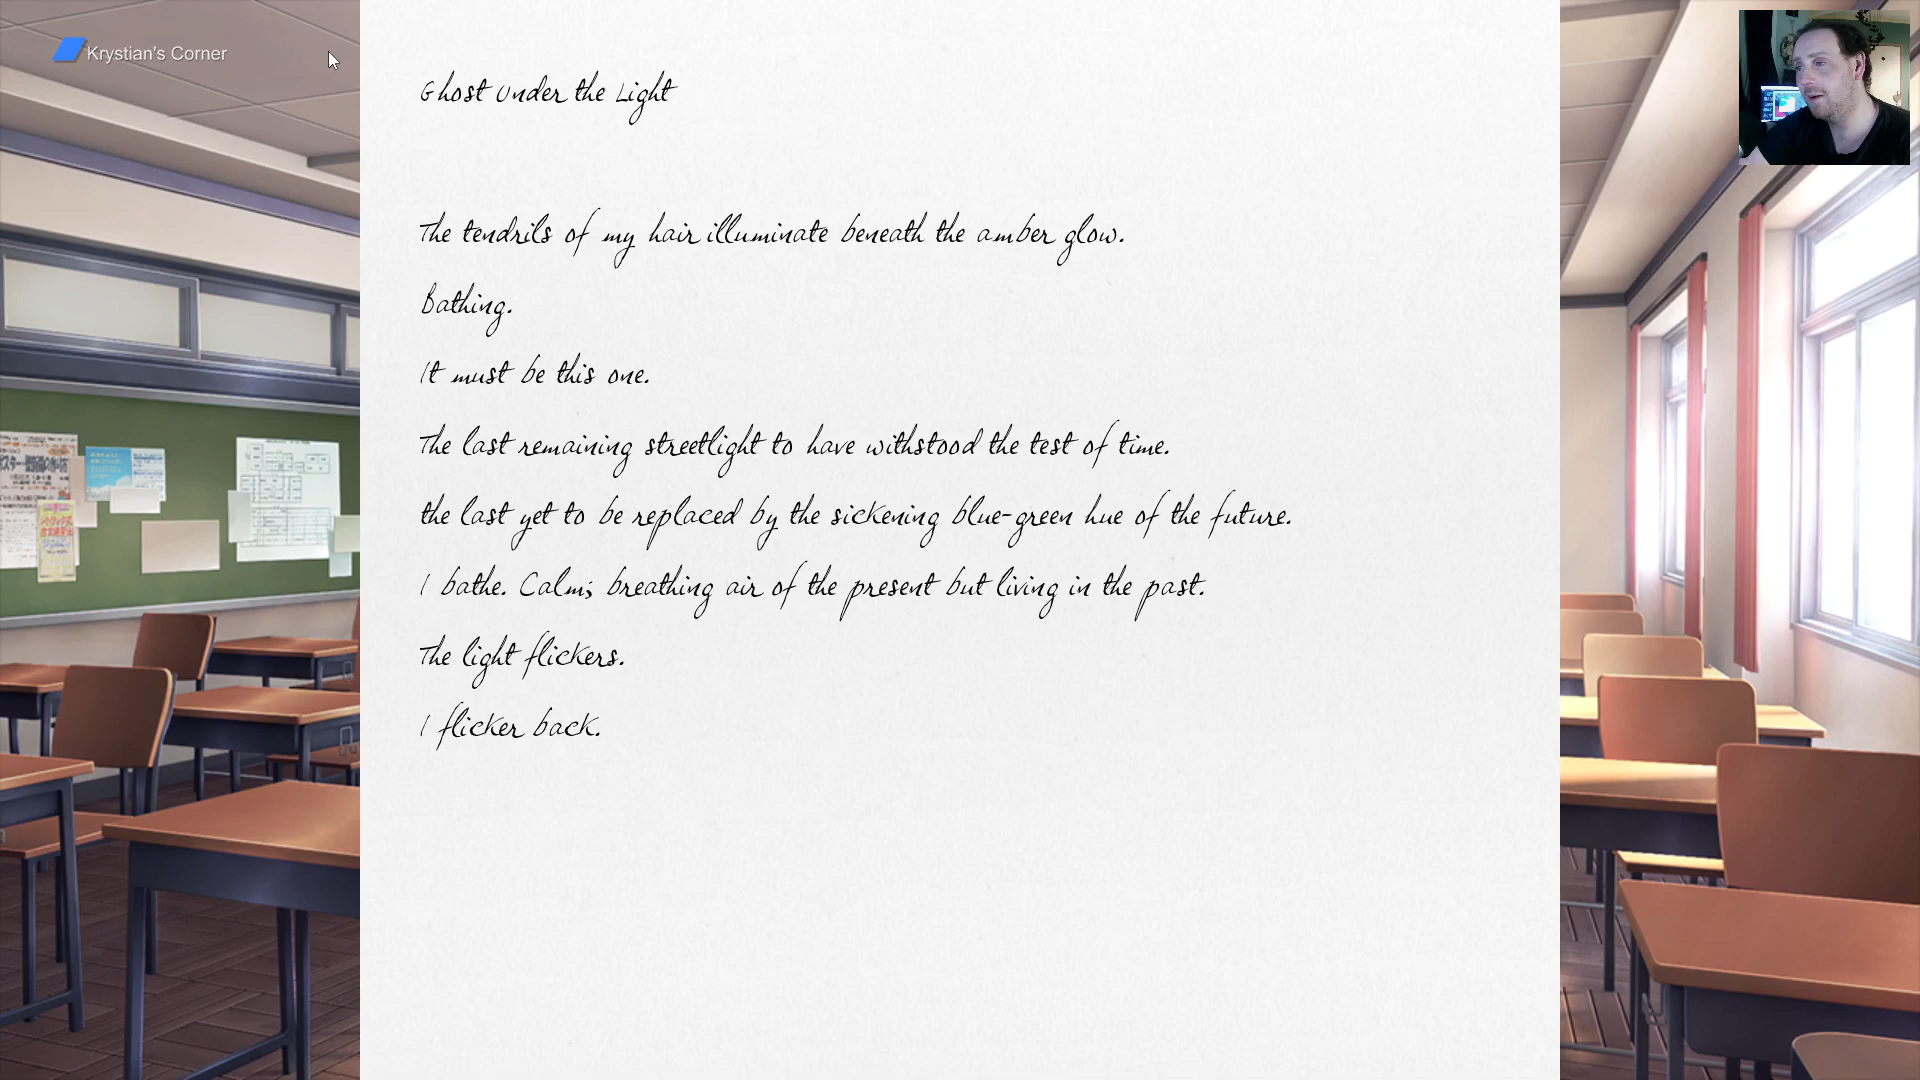 Krystian's Corner
Ghost Under the Light
The tendrils of my hair illuminate beneath the amber glow.
Bathing.
It must be this one.
The last remaining streetlight to have withstood the test of time.
the last yet to be replaced by the sickening blue-green hue of the future.
I bathe. Calm; breathing air of the present but living in the past.
The light flickers.
I flicker back.